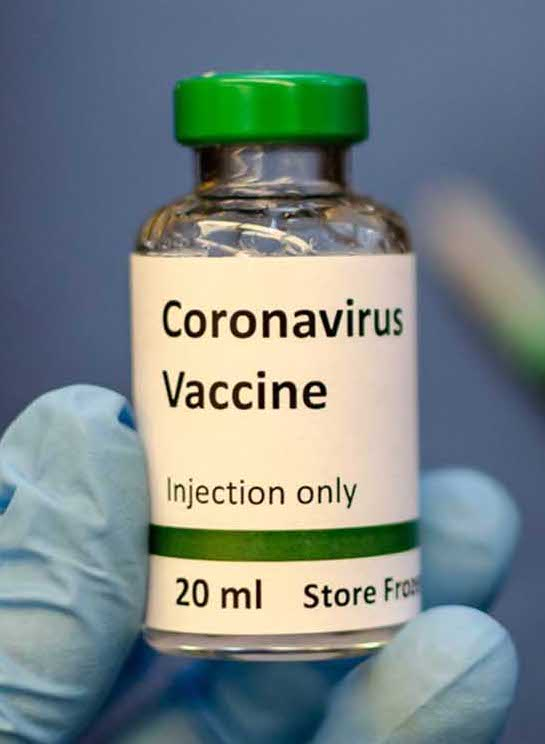 Coronavirus
Vaccine
Injection only
20 ml Store